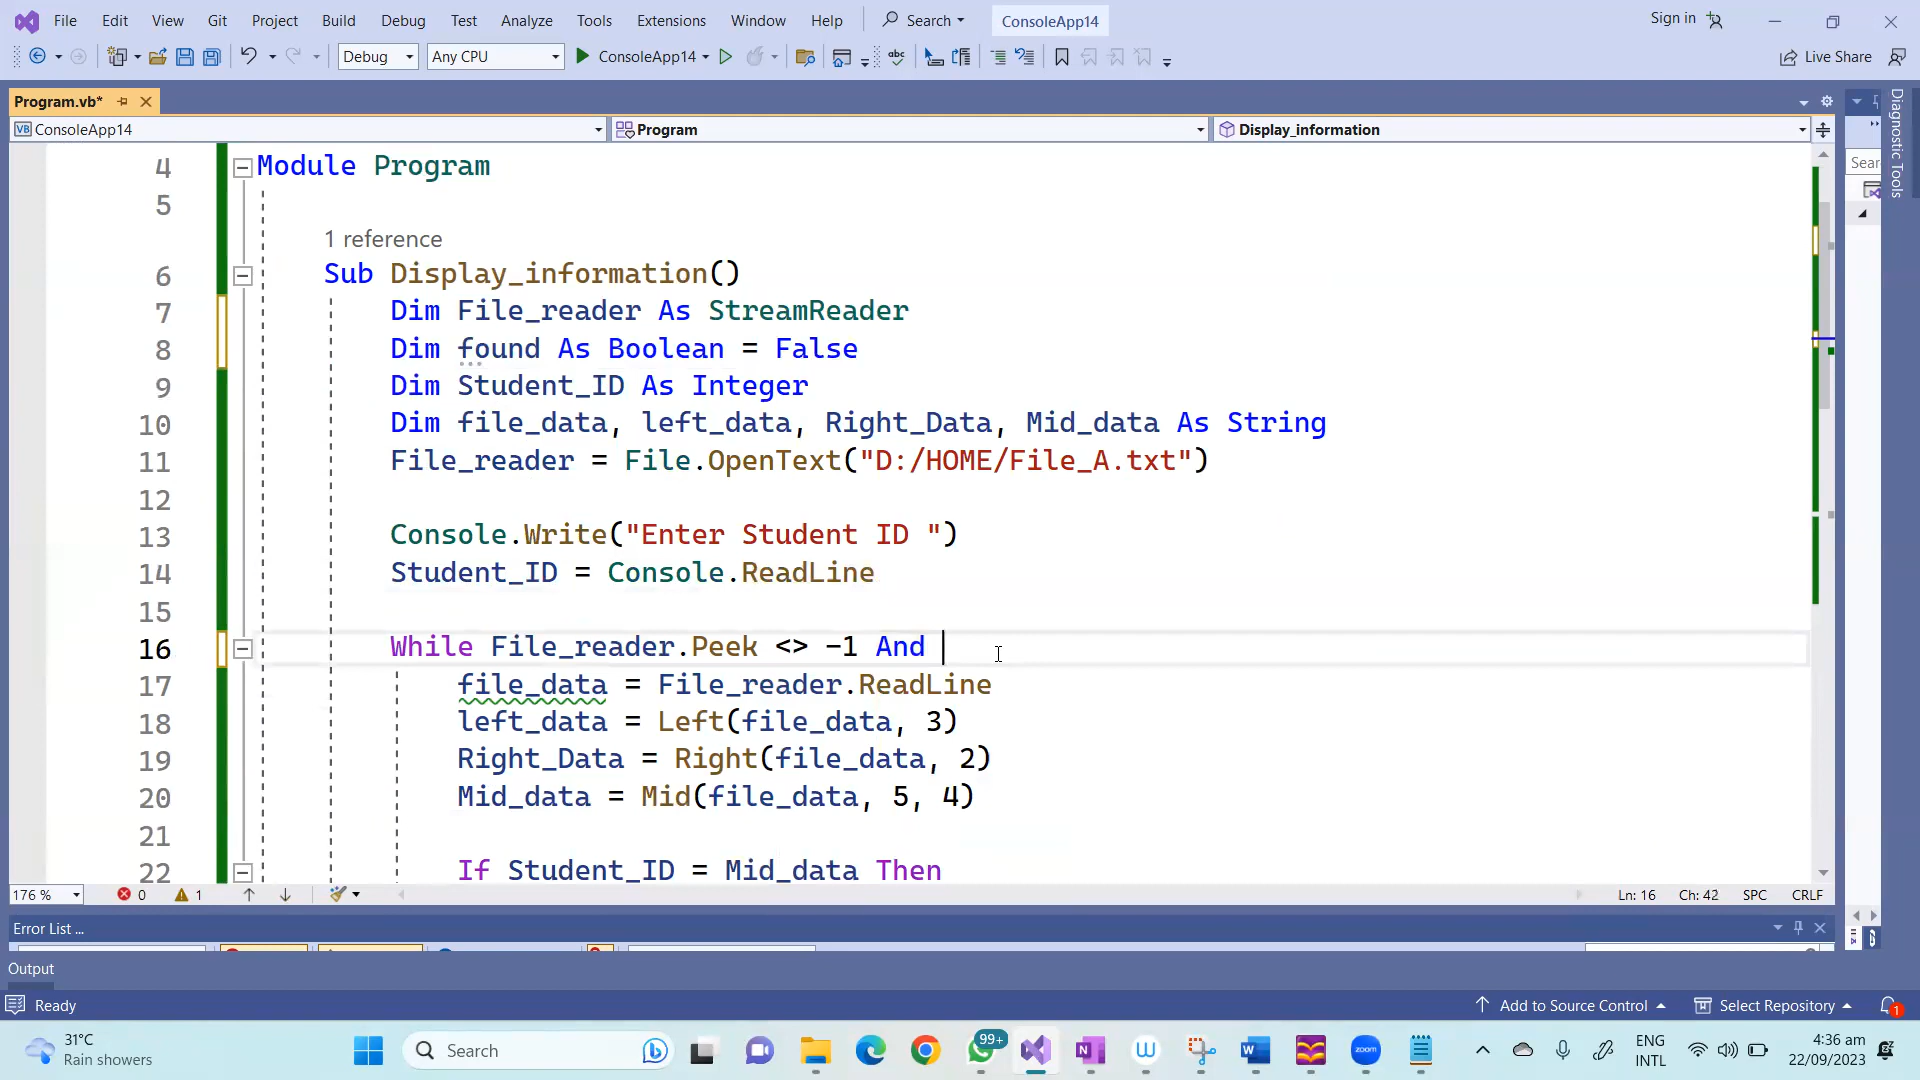 File Edit View Git Project Build Debug Test Analyze Tools Extensions Window Help Search ConsoleApp14 Sign in
Debug Any CPU ConsoleApp14 abc Live Share
Program.vb*
VB ConsoleApp14 Program Display_information
Diagnostic Tools
Sear
4 Module Program
5
1 reference
6 Sub Display_information()
7 Dim File_reader As StreamReader
8 Dim found As Boolean = False
9 Dim Student_ID As Integer
10 Dim file_data, left_data, Right_Data, Mid_data As String
11 File_reader = File.OpenText("D:/HOME/File_A.txt")
12
13 Console.Write("Enter Student ID ")
14 Student_ID = Console.ReadLine
15
16 While File_reader.Peek <> -1 And
17 file_data = File_reader.ReadLine
18 left_data = Left(file_data, 3)
19 Right_Data = Right(file_data, 2)
20 Mid_data = Mid(file_data, 5, 4)
21
22 If Student_ID = Mid_data Then
176 % 0 1 Ln: 16 Ch: 42 SPC CRLF
Error List ...
Output
Ready Add to Source Control Select Repository 1
31°C
Rain showers
Search 99+ zoom
ENG
INTL
4:36 am
22/09/2023